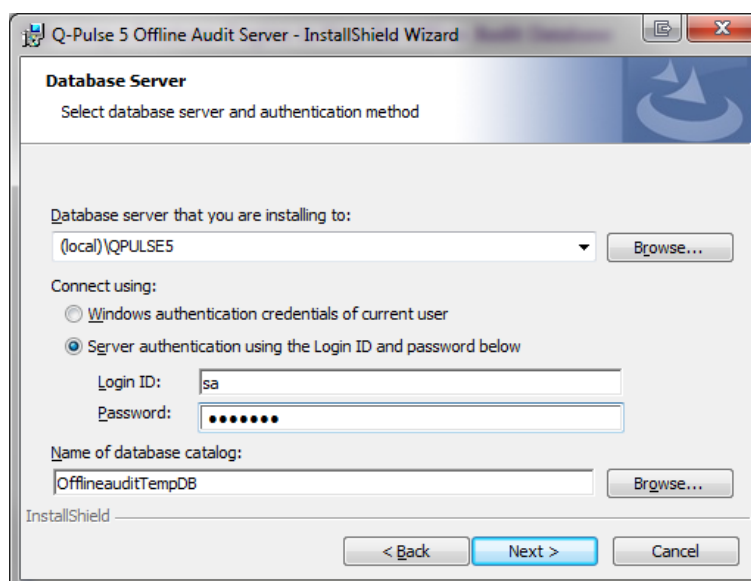 Q-Pulse 5 Offline Audit Server - InstallShield Wizard
Database Server
Select database server and authentication method
Database server that you are installing to:
(local)\QPULSE5
Browse...
Connect using:
Windows authentication credentials of current user
Server authentication using the Login ID and password below
Login ID:
sa
Password:
•••••••
Name of database catalog:
OfflineauditTempDB
Browse...
InstallShield
< Back
Next >
Cancel